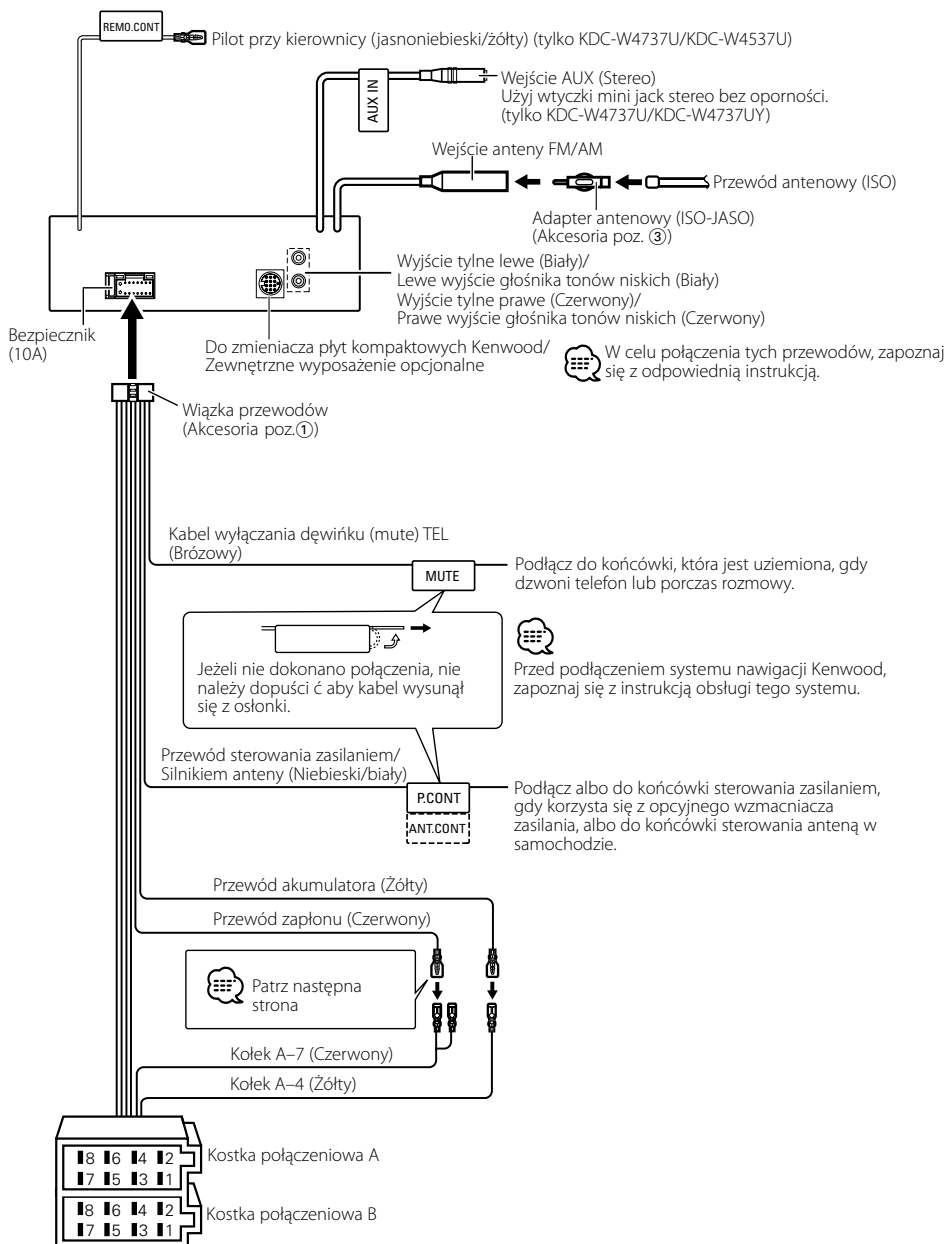 REMO.CONT
Pilot przy kierownicy (jasnoniebieski/żółty) (tylko KDC-W4737U/KDC-W4537U)
AUX IN
Wejście AUX (Stereo)
Użyj wtyczki mini jack stereo bez oporności.
(tylko KDC-W4737U/KDC-W4737UY)
Wejście anteny FM/AM
Przewód antenowy (ISO)
Adapter antenowy (ISO-JASO)
(Akcesoria poz. ③)
Wyjście tylne lewe (Biały)/
Lewe wyjście głośnika tonów niskich (Biały)
Wyjście tylne prawe (Czerwony)/
Prawe wyjście głośnika tonów niskich (Czerwony)
Bezpiecznik
(10A)
Do zmieniacza płyt kompaktowych Kenwood/
Zewnętrzne wyposażenie opcjonalne
W celu połączenia tych przewodów, zapoznaj
się z odpowiednią instrukcją.
Wiązka przewodów
(Akcesoria poz.①)
Kabel wyłączania dęwińku (mute) TEL
(Brózowy)
MUTE
Podłącz do końcówki, która jest uziemiona, gdy
dzwoni telefon lub porczas rozmowy.
Jeżeli nie dokonano połączenia, nie
należy dopuści ć aby kabel wysunął
się z osłonki.
Przed podłączeniem systemu nawigacji Kenwood,
zapoznaj się z instrukcją obsługi tego systemu.
Przewód sterowania zasilaniem/
Silnikiem anteny (Niebieski/biały)
P.CONT
ANT.CONT
Podłącz albo do końcówki sterowania zasilaniem,
gdy korzysta się z opcyjnego wzmacniacza
zasilania, albo do końcówki sterowania anteną w
samochodzie.
Przewód akumulatora (Żółty)
Przewód zapłonu (Czerwony)
Patrz następna
strona
Kołek A–7 (Czerwony)
Kołek A–4 (Żółty)
8 6 4 2
7 5 3 1
Kostka połączeniowa A
8 6 4 2
7 5 3 1
Kostka połączeniowa B